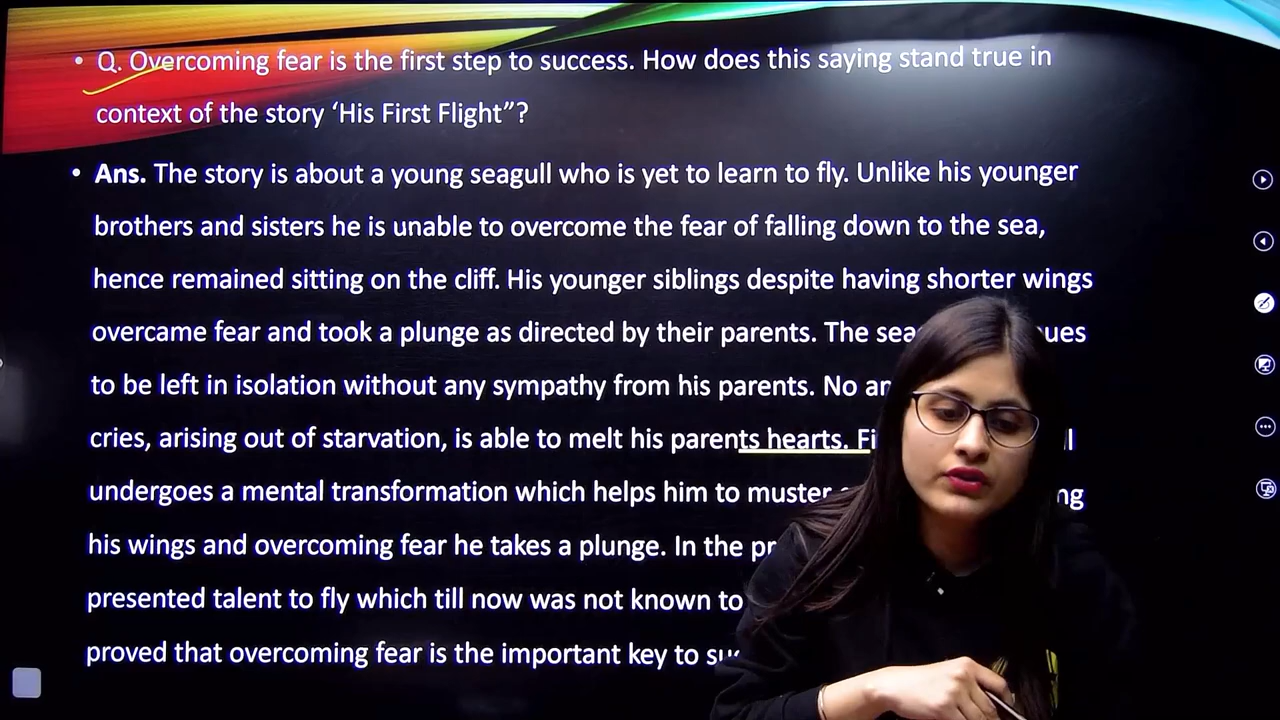 • Q. Overcoming fear is the first step to success. How does this saying stand true in
context of the story ‘His First Flight”?
• Ans. The story is about a young seagull who is yet to learn to fly. Unlike his younger
brothers and sisters he is unable to overcome the fear of falling down to the sea,
hence remained sitting on the cliff. His younger siblings despite having shorter wings
overcame fear and took a plunge as directed by their parents. The
to be left in isolation without any sympathy from his parents. No
cries, arising out of starvation, is able to melt his parents hearts.
undergoes a mental transformation which helps him to muster
his wings and overcoming fear he takes a plunge. In the
presented talent to fly which till now was not known to
proved that overcoming fear is the important key to